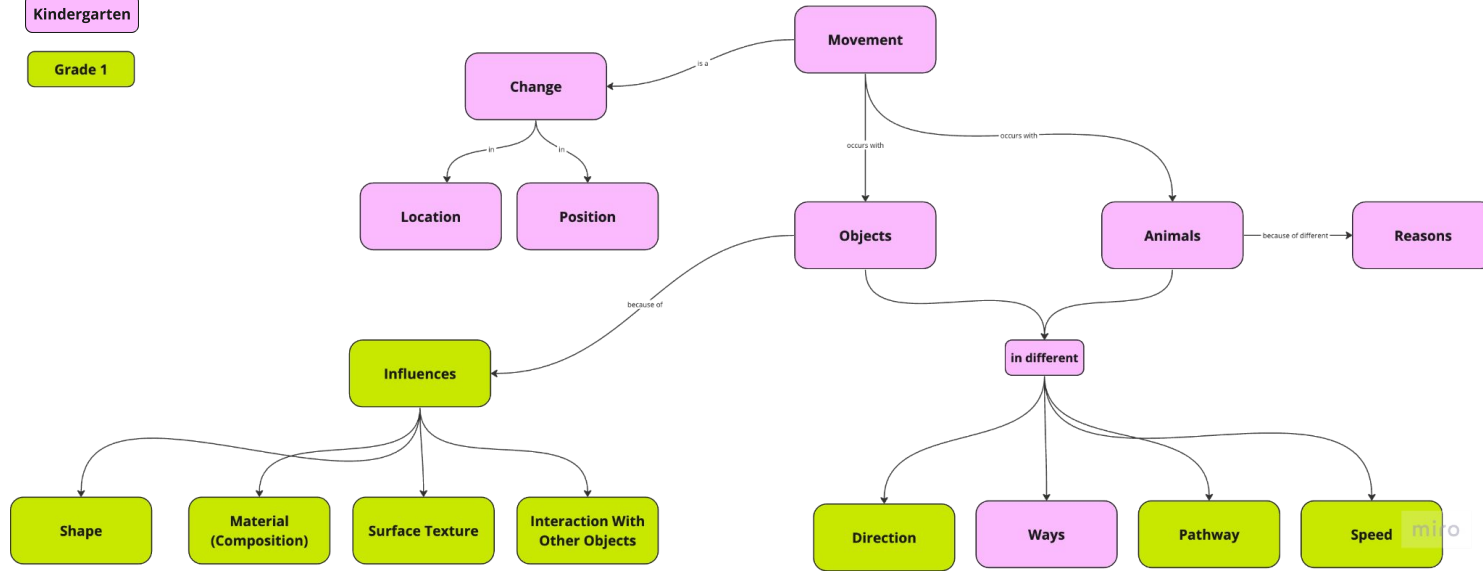 Kindergarten
Grade 1
Movement
is a
Change
in
in
Location
Position
occurs with
occurs with
Objects
Animals
because of different
Reasons
because of
in different
Influences
Shape
Material
(Composition)
Surface Texture
Interaction With
Other Objects
Direction
Ways
Pathway
Speed
miro